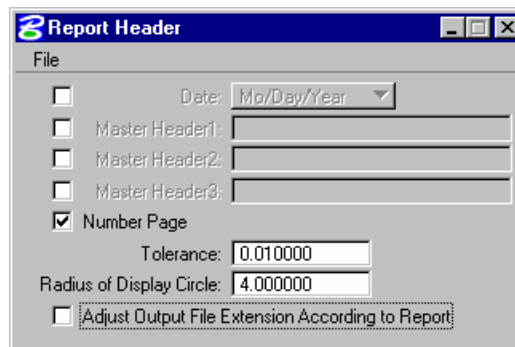 Report Header
File
Date: Mo/Day/Year
Master Header1:
Master Header2:
Master Header3:
Number Page
Tolerance: 0.010000
Radius of Display Circle: 4.000000
Adjust Output File Extension According to Report